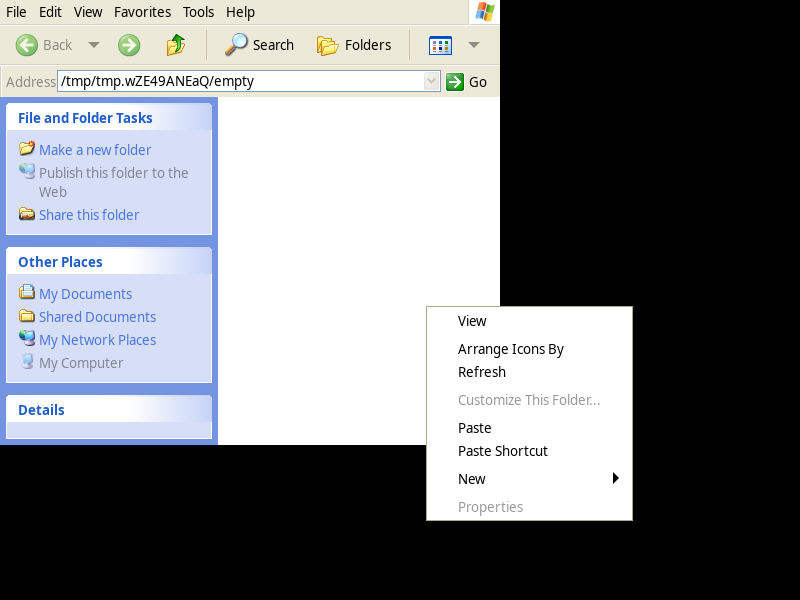 File Edit View Favorites Tools Help
Back Search Folders
Address /tmp/tmp.wZE49ANEaQ/empty Go
File and Folder Tasks
Make a new folder
Publish this folder to the
Web
Share this folder
Other Places
My Documents
Shared Documents
My Network Places
My Computer
Details
View
Arrange Icons By
Refresh
Customize This Folder...
Paste
Paste Shortcut
New
Properties